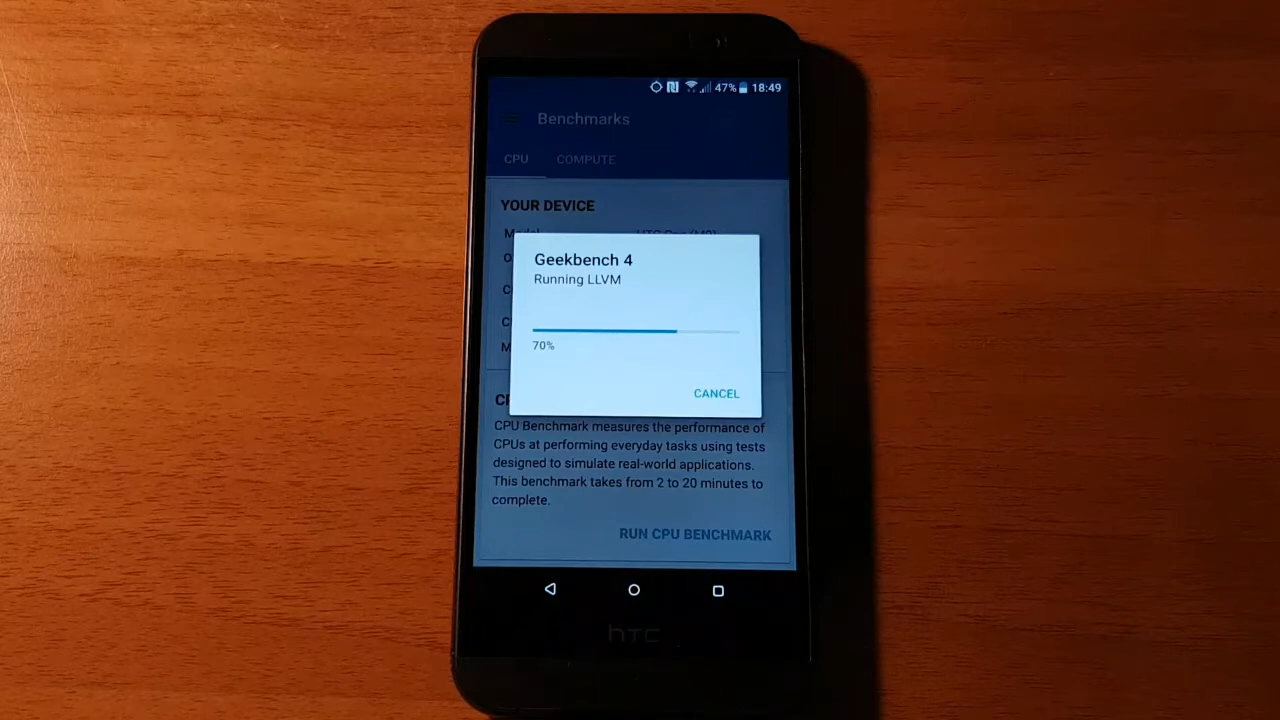 47% 18:49
Benchmarks
CPU COMPUTE
YOUR DEVICE
Geekbench 4
Running LLVM
70%
CANCEL
CPU Benchmark measures the performance of
CPUs at performing everyday tasks using tests
designed to simulate real-world applications.
This benchmark takes from 2 to 20 minutes to
complete.
RUN CPU BENCHMARK
hTC